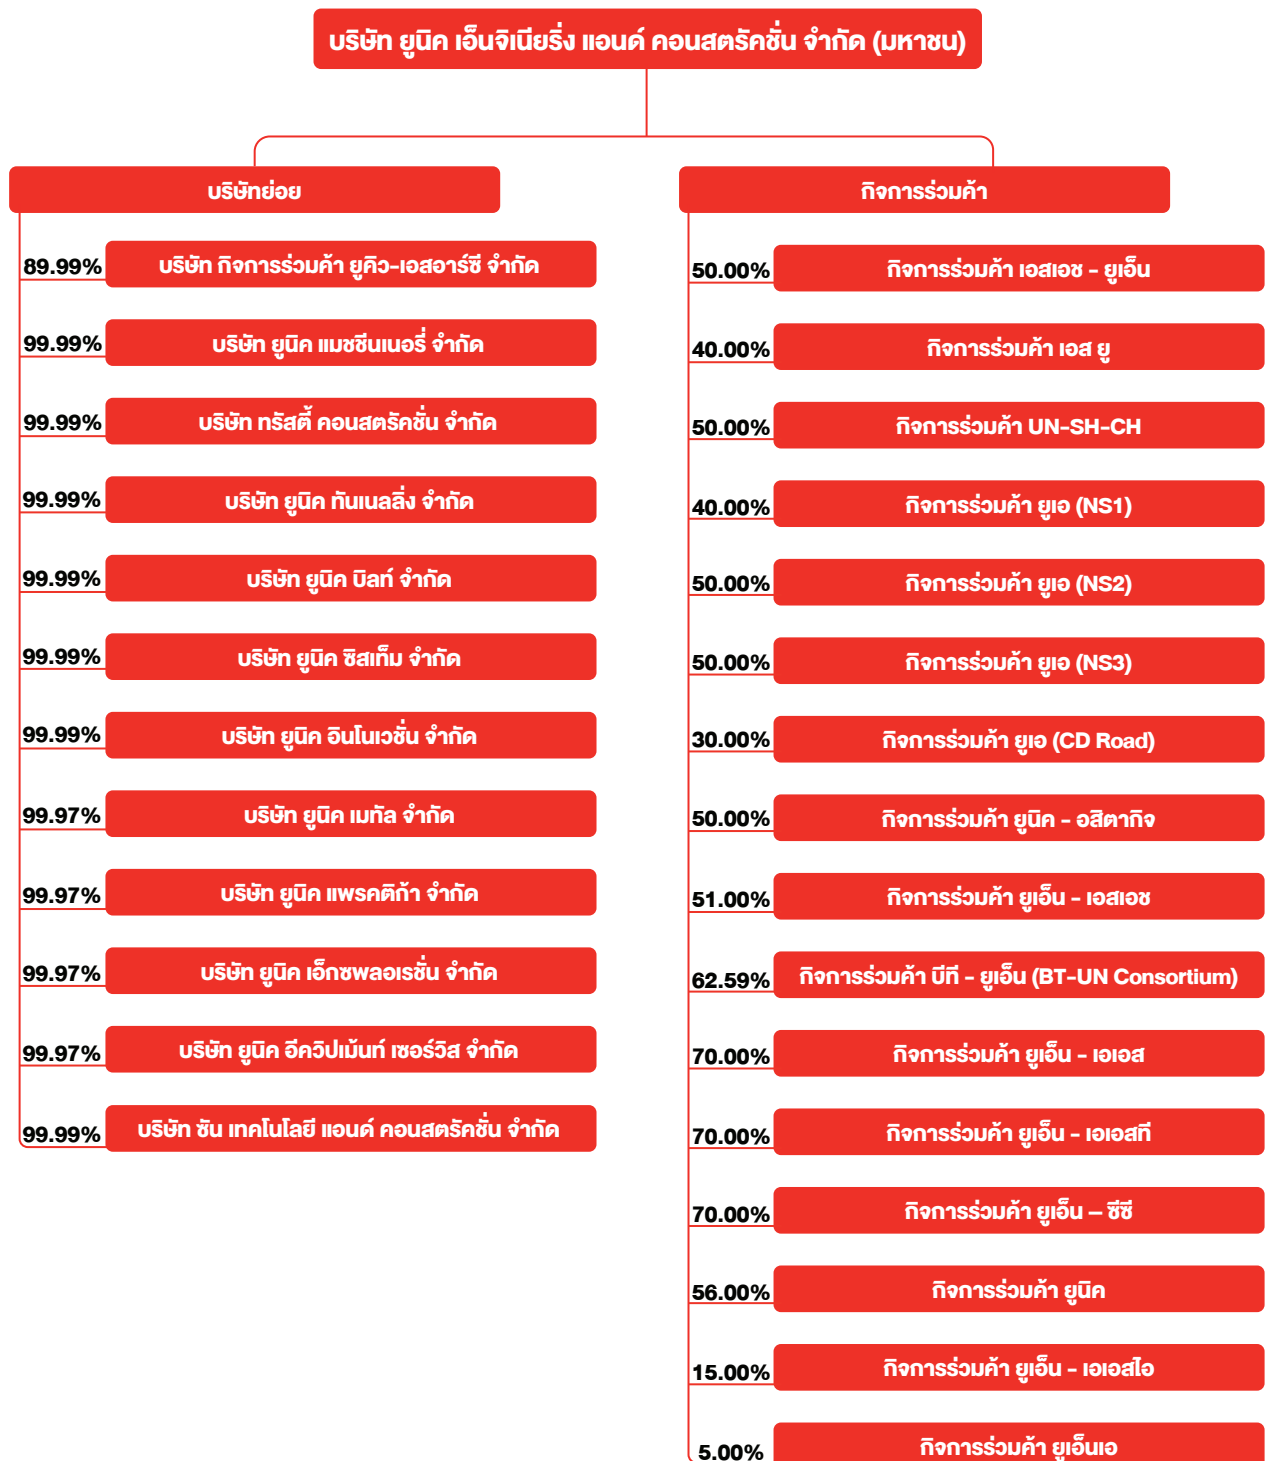 บริษัท ยูนิค เอ็นจิเนียริ่ง แอนด์ คอนสตรัคชั่น จำกัด (มหาชน)
บริษัทย่อย
89.99% บริษัท กิจการร่วมค้า ยูคิว-เอสอาร์ซี จำกัด
99.99% บริษัท ยูนิค แมชชีนเนอรี่ จำกัด
99.99% บริษัท ทรัสตี้ คอนสตรัคชั่น จำกัด
99.99% บริษัท ยูนิค ทันเนลลิ่ง จำกัด
99.99% บริษัท ยูนิค บิลท์ จำกัด
99.99% บริษัท ยูนิค ซิสเท็ม จำกัด
99.99% บริษัท ยูนิค อินโนเวชั่น จำกัด
99.97% บริษัท ยูนิค เมทัล จำกัด
99.97% บริษัท ยูนิค แพรคติก้า จำกัด
99.97% บริษัท ยูนิค เอ็กซพลอเรชั่น จำกัด
99.97% บริษัท ยูนิค อีควิปเม้นท์ เซอร์วิส จำกัด
99.99% บริษัท ซัน เทคโนโลยี แอนด์ คอนสตรัคชั่น จำกัด
กิจการร่วมค้า
50.00% กิจการร่วมค้า เอสเอช - ยูเอ็น
40.00% กิจการร่วมค้า เอส ยู
50.00% กิจการร่วมค้า UN-SH-CH
40.00% กิจการร่วมค้า ยูเอ (NS1)
50.00% กิจการร่วมค้า ยูเอ (NS2)
50.00% กิจการร่วมค้า ยูเอ (NS3)
30.00% กิจการร่วมค้า ยูเอ (CD Road)
50.00% กิจการร่วมค้า ยูนิค - อสิตากิจ
51.00% กิจการร่วมค้า ยูเอ็น - เอสเอช
62.59% กิจการร่วมค้า บีที - ยูเอ็น (BT-UN Consortium)
70.00% กิจการร่วมค้า ยูเอ็น - เอเอส
70.00% กิจการร่วมค้า ยูเอ็น - เอเอสที
70.00% กิจการร่วมค้า ยูเอ็น – ซีซี
56.00% กิจการร่วมค้า ยูนิค
15.00% กิจการร่วมค้า ยูเอ็น - เอเอสไอ
5.00% กิจการร่วมค้า ยูเอ็นเอ